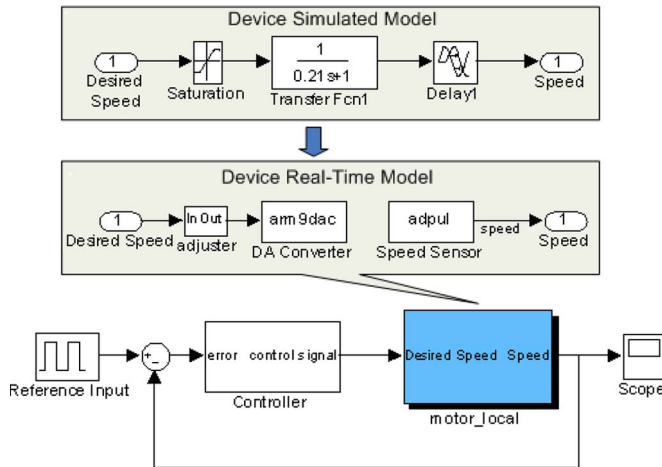 Device Simulated Model
1
Desired
Speed
Saturation
1
0.21s+1
Transfer Fcn1
Delay1
1
Speed
Device Real-Time Model
1
Desired Speed
In Out
adjuster
arm9dac
DA Converter
adpul
Speed Sensor
speed
1
Speed
Reference Input
+
-
error control signal
Controller
Desired Speed Speed
motor_local
Scope